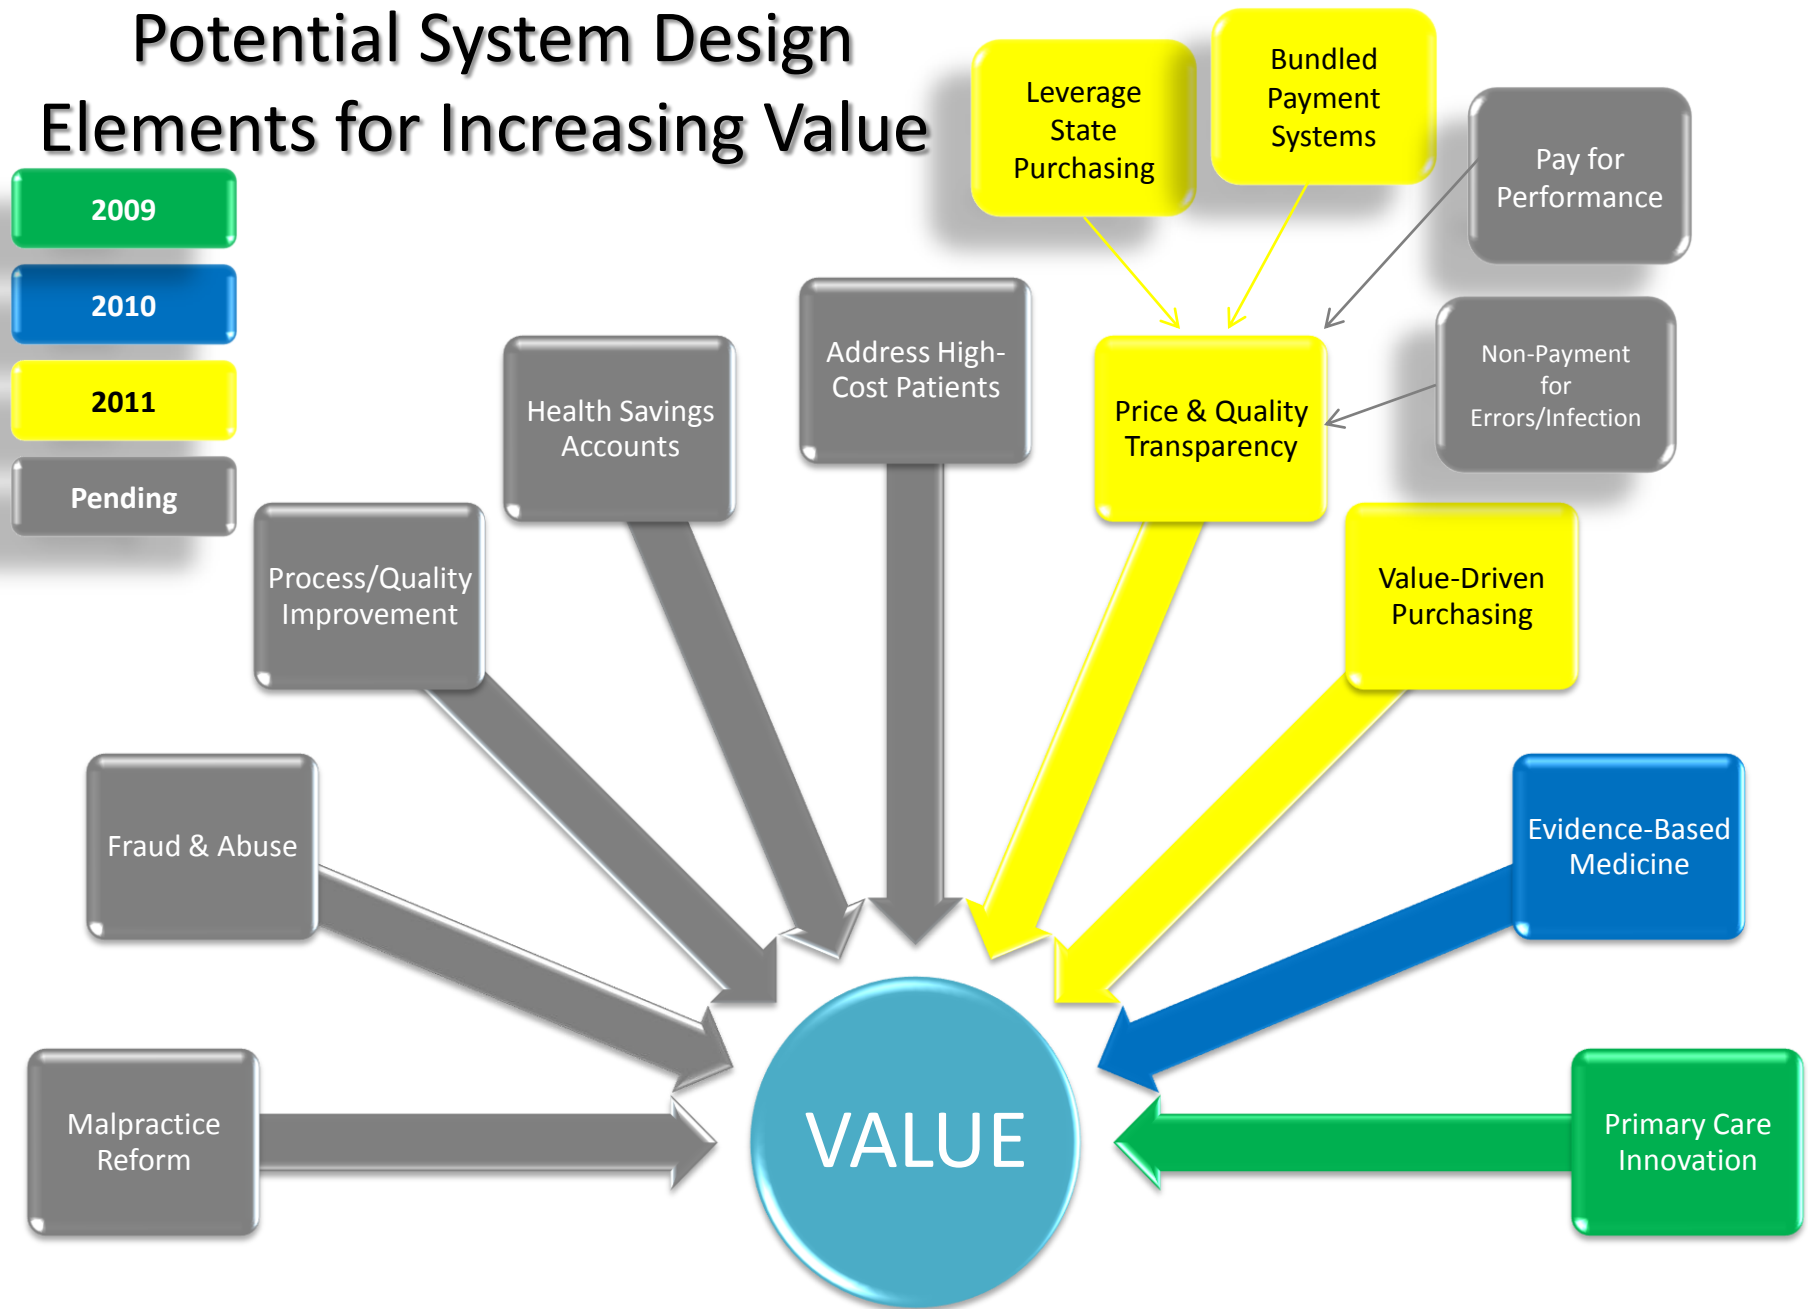 Potential System Design
Elements for Increasing Value
2009
2010
2011
Pending
Leverage
State
Purchasing
Bundled
Payment
Systems
Pay for
Performance
Non-Payment
for
Errors/Infection
Address High-
Cost Patients
Price & Quality
Transparency
Health Savings
Accounts
Process/Quality
Improvement
Value-Driven
Purchasing
Fraud & Abuse
Evidence-Based
Medicine
Malpractice
Reform
VALUE
Primary Care
Innovation